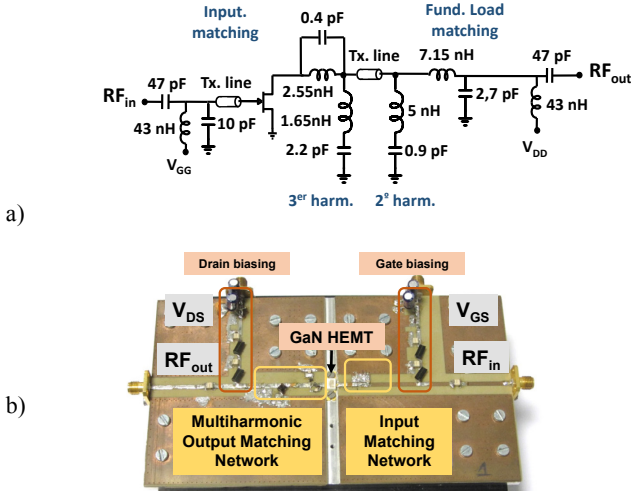 Input.
matching
0.4 pF
Fund. Load
matching
47 pF
Tx. line
Tx. line
7.15 nH
47 pF
RFin
RFout
2.55nH
43 nH
10 pF
1.65nH
5 nH
2,7 pF
43 nH
VGG
2.2 pF
0.9 pF
VDD
3er harm.
2º harm.
a)
Drain biasing
Gate biasing
VDS
VGS
GaN HEMT
RFout
RFin
b)
Multiharmonic
Output Matching
Network
Input
Matching
Network
1